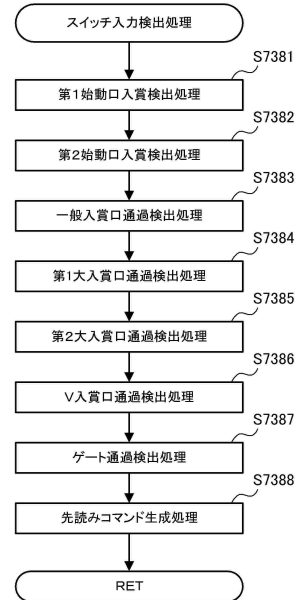 スイッチ入力検出処理
S7381
第1始動口入賞検出処理
S7382
第2始動口入賞検出処理
S7383
一般入賞口通過検出処理
S7384
第1大入賞口通過検出処理
S7385
第2大入賞口通過検出処理
S7386
V入賞口通過検出処理
S7387
ゲート通過検出処理
S7388
先読みコマンド生成処理
RET